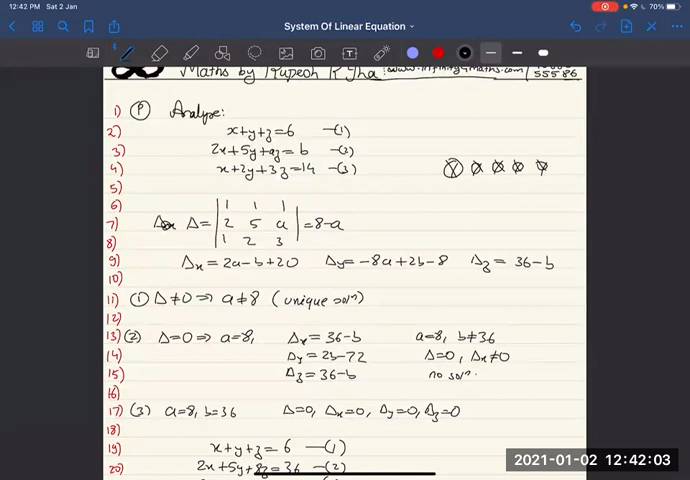 12:42 PM Sat 2 Jan 70%
System Of Linear Equation
Maths by Rupesh K Jha www.infinity4maths.com 55586
1) P Analyse:
2) x+y+z=6 —(1)
3) 2x+5y+az=b —(2)
4) x+2y+3z=14 —(3)
5)
6) 1 1 1
7) Δ= 2 5 a =8-a
8) 1 2 3
9) Δx=2a-b+20 Δy=-8a+2b-8 Δz=36-b
10)
11) (1) Δ≠0⇒a≠8 (unique soln)
12)
13) (2) Δ=0⇒a=8, Δx=36-b a=8, b≠36
14) Δy=2b-72 Δ=0, Δx≠0
15) Δz=36-b no soln.
16)
17) (3) a=8, b=36 Δ=0, Δx=0, Δy=0, Δz=0
18)
19) x+y+z=6 —(1)
20) 2x+5y+8z=36 —(2)
2021-01-02 12:42:03